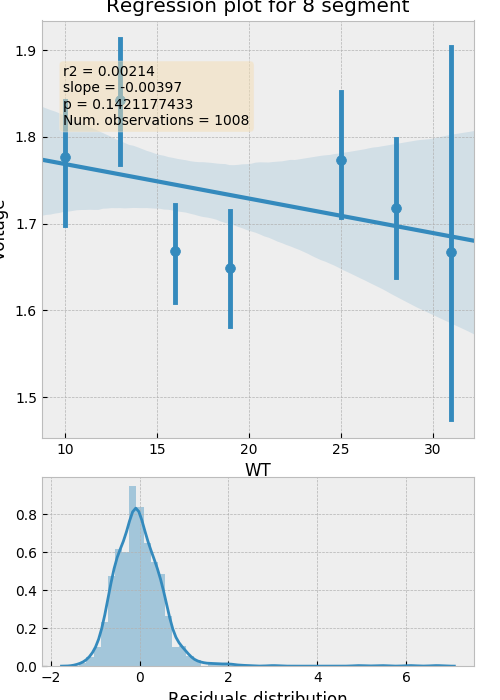 Regression plot for 8 segment
1.9
r2 = 0.00214
slope = -0.00397
p = 0.1421177433
Num. observations = 1008
1.8
1.7
Voltage
1.6
1.5
10 15 20 25 30
WT
0.8
0.6
0.4
0.2
0.0
−2 0 2 4 6
Residuals distribution